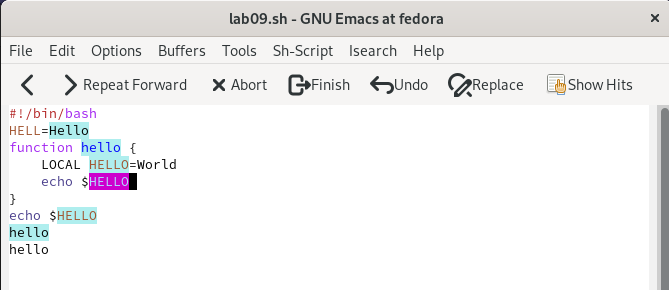 lab09.sh - GNU Emacs at fedora
File Edit Options Buffers Tools Sh-Script Isearch Help
Repeat Forward Abort Finish Undo Replace Show Hits
#!/bin/bash
HELL=Hello
function hello {
    LOCAL HELLO=World
    echo $HELLO
}
echo $HELLO
hello
hello